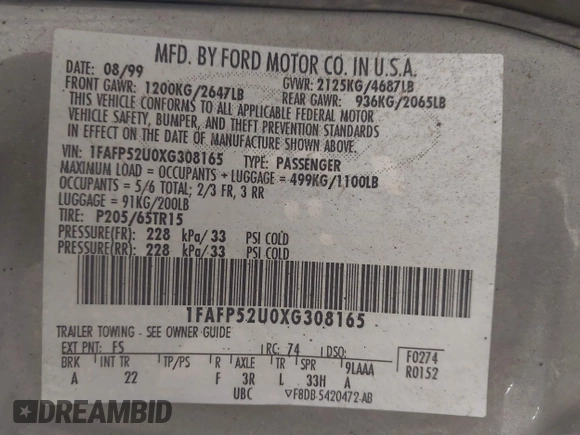 MFD. BY FORD MOTOR CO. IN U.S.A.
DATE: 08/99 GVWR: 2125KG/4687LB
FRONT GAWR: 1200KG/2647LB REAR GAWR: 936KG/2065LB
THIS VEHICLE CONFORMS TO ALL APPLICABLE FEDERAL MOTOR
VEHICLE SAFETY, BUMPER, AND THEFT PREVENTION STANDARDS
IN EFFECT ON THE DATE OF MANUFACTURE SHOWN ABOVE.
VIN: 1FAFP52U0XG308165 TYPE: PASSENGER
MAXIMUM LOAD = OCCUPANTS + LUGGAGE = 499KG/1100LB
OCCUPANTS = 5/6 TOTAL; 2/3 FR, 3 RR
LUGGAGE = 91KG/200LB
TIRE: P205/65TR15
PRESSURE(FR): 228 kPa/33 PSI COLD
PRESSURE(RR): 228 kPa/33 PSI COLD
1FAFP52U0XG308165
TRAILER TOWING - SEE OWNER GUIDE
EXT PNT: FS RC: 74 DSO: F0274
BRK INT TR TP/PS R AXLE TR SPR 9LAAA R0152
A 22 F 3R L 33H A
UBC ▽F8DB-5420472-AB
DREAMBID